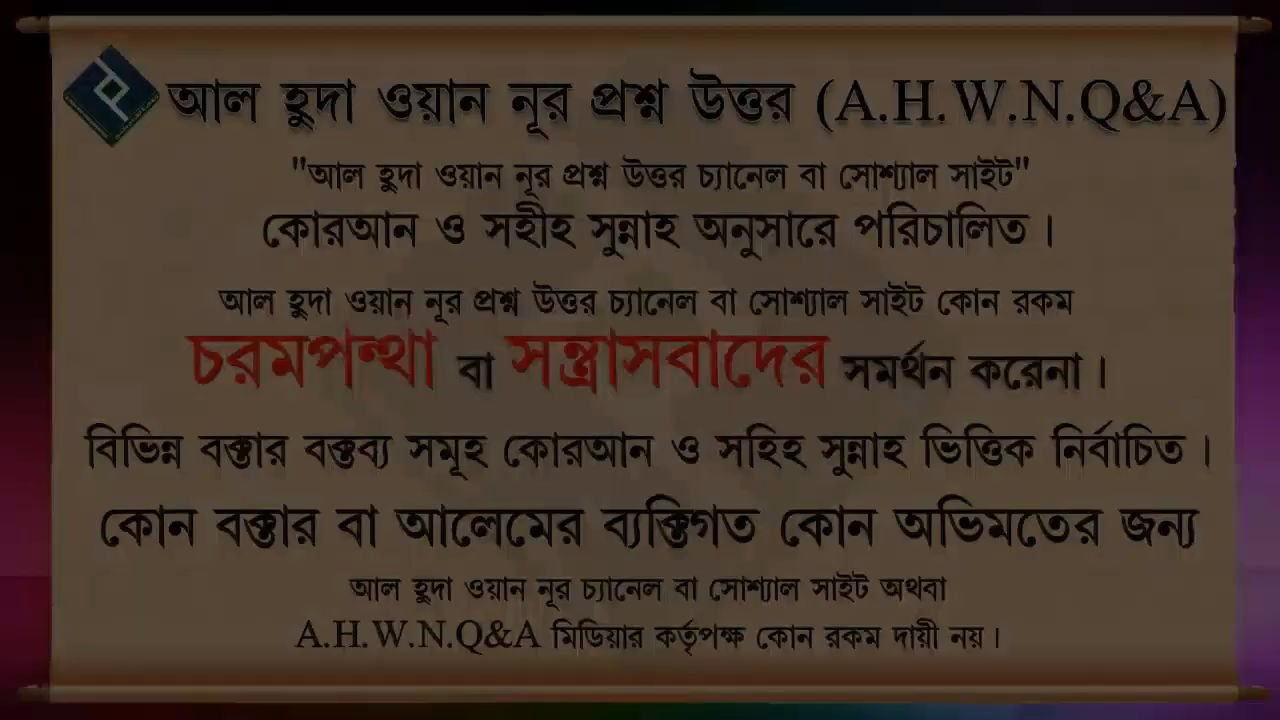 আল হুদা ওয়ান নূর প্রশ্ন উত্তর (A.H.W.N.Q&A)
"আল হুদা ওয়ান নূর প্রশ্ন উত্তর চ্যানেল বা সোশ্যাল সাইট"
কোরআন ও সহীহ সুন্নাহ অনুসারে পরিচালিত।
আল হুদা ওয়ান নূর প্রশ্ন উত্তর চ্যানেল বা সোশ্যাল সাইট কোন রকম
চরমপন্থা বা সন্ত্রাসবাদের সমর্থন করেনা।
বিভিন্ন বক্তার বক্তব্য সমূহ কোরআন ও সহিহ সুন্নাহ ভিত্তিক নির্বাচিত।
কোন বক্তার বা আলেমের ব্যক্তিগত কোন অভিমতের জন্য
আল হুদা ওয়ান নূর চ্যানেল বা সোশ্যাল সাইট অথবা
A.H.W.N.Q&A মিডিয়ার কর্তৃপক্ষ কোন রকম দায়ী নয়।